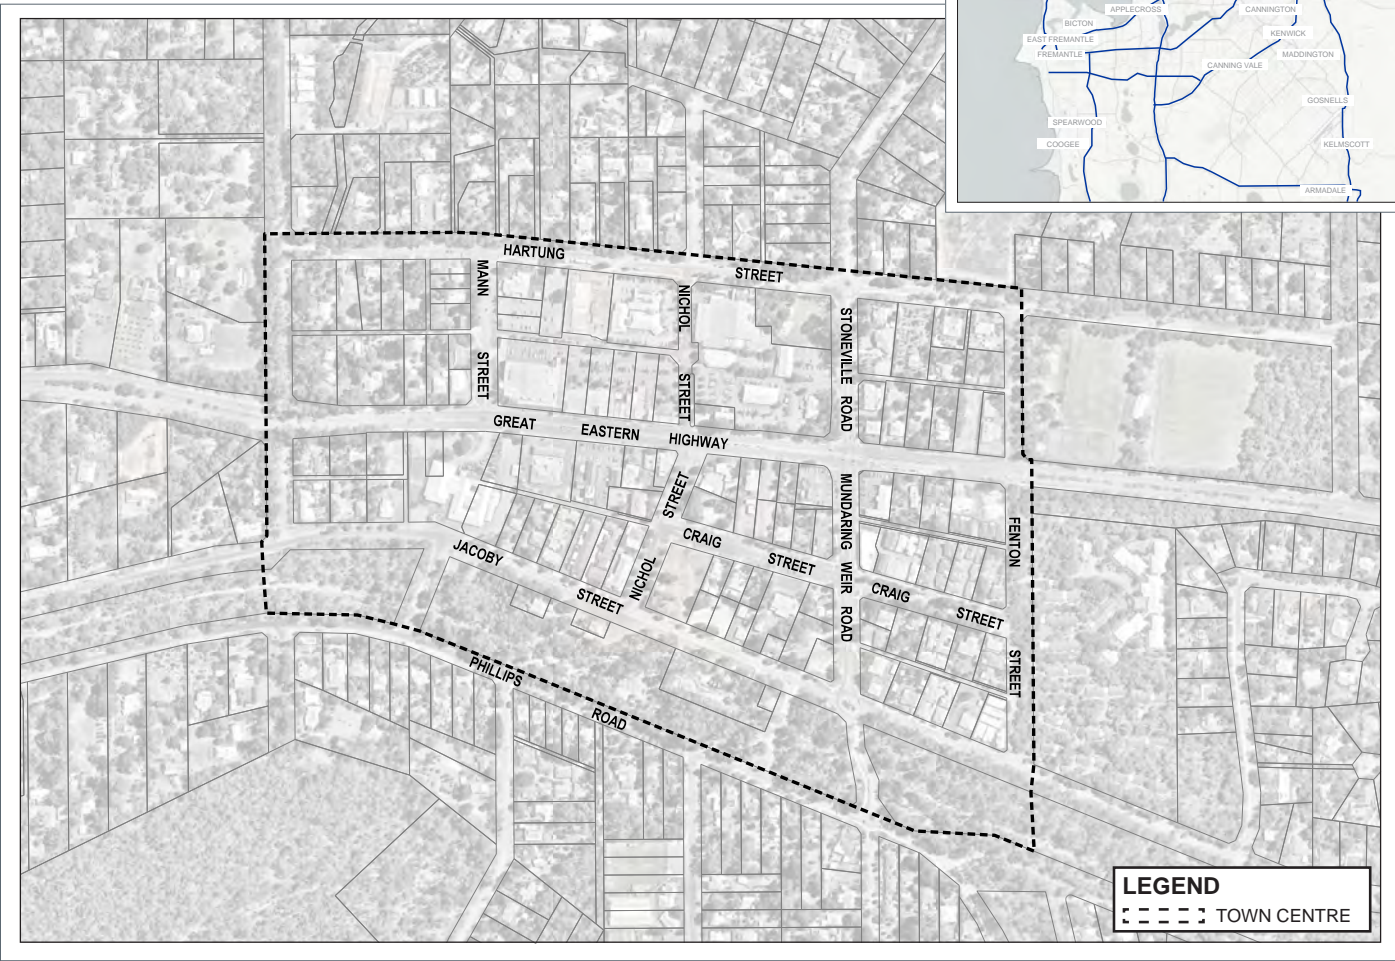 APPLECROSS
CANNINGTON
BICTON
EAST FREMANTLE
KENWICK
FREMANTLE
MADDINGTON
CANNING VALE
GOSNELLS
SPEARWOOD
COOGEE
KELMSCOTT
ARMADALE
HARTUNG STREET
MANN STREET
NICHOL STREET
STONEVILLE ROAD
GREAT EASTERN HIGHWAY
NICHOL STREET
MUNDARING WEIR ROAD
FENTON STREET
CRAIG STREET
CRAIG STREET
JACOBY STREET
PHILLIPS ROAD
LEGEND
TOWN CENTRE